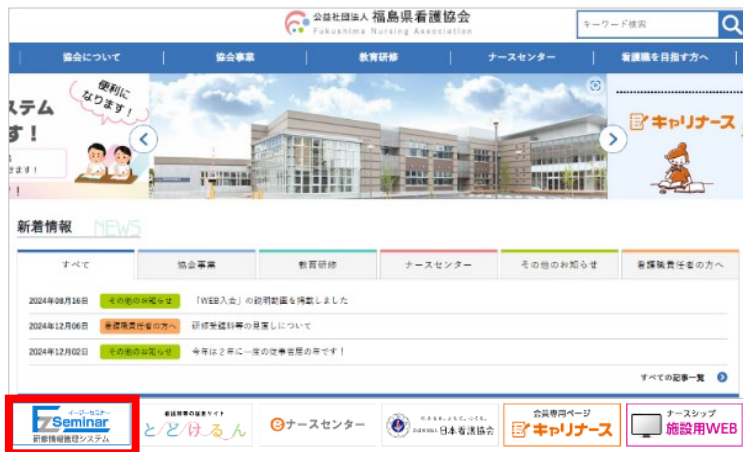 公益社団法人 福島県看護協会
Fukushima Nursing Association
キーワード検索
協会について
協会事業
教育研修
ナースセンター
看護職を目指す方へ
便利に
なります!
ステム
す!
きます!
キャリナース
新着情報 NEWS
すべて
協会事業
教育研修
ナースセンター
その他のお知らせ
看護職責任者の方へ
2024年08月16日 その他のお知らせ 「WEB入会」の説明動画を掲載しました
2024年12月06日 看護職責任者の方へ 研修受講料等の見直しについて
2024年12月02日 その他のお知らせ 今年は2年に一度の従事者届の年です!
すべての記事一覧
イージーセミナー
EzSeminar
研修情報管理システム
看護師等の届出サイト
とどけるん
eナースセンター
日本看護協会
会員専用ページ
キャリナース
ナースシップ
施設用WEB